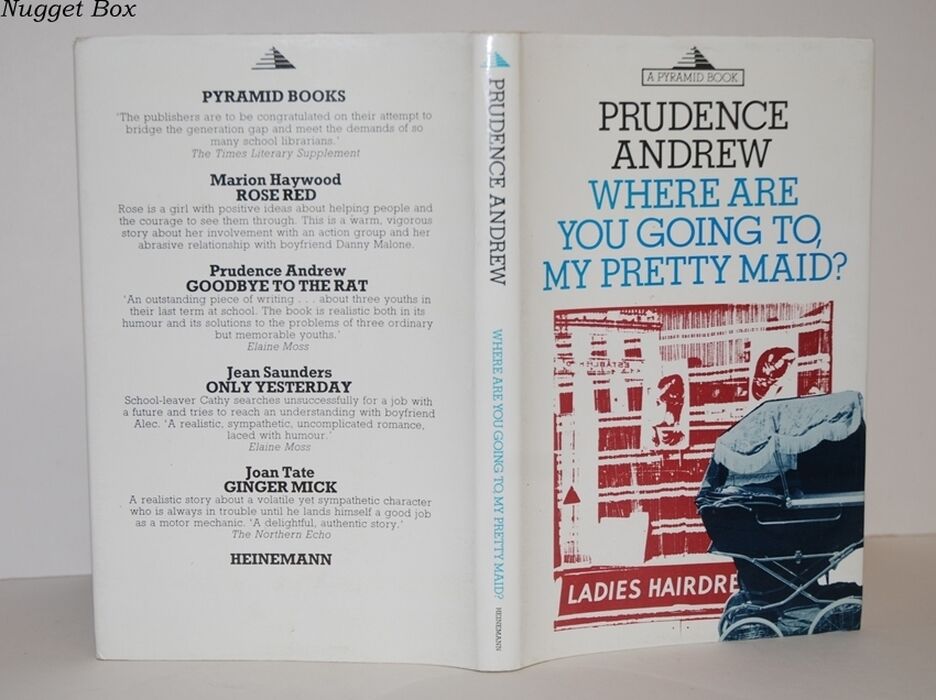 Nugget Box
PYRAMID BOOKS
'The publishers are to be congratulated on their attempt to
bridge the generation gap and meet the demands of so
many school librarians.'
The Times Literary Supplement
Marion Haywood
ROSE RED
Rose is a girl with positive ideas about helping people and
the courage to see them through. This is a warm, vigorous
story about her involvement with an action group and her
abrasive relationship with boyfriend Danny Malone.
Prudence Andrew
GOODBYE TO THE RAT
'An outstanding piece of writing . . . about three youths in
their last term at school. The book is realistic both in its
humour and its solutions to the problems of three ordinary
but memorable youths.'
Elaine Moss
Jean Saunders
ONLY YESTERDAY
School-leaver Cathy searches unsuccessfully for a job with
a future and tries to reach an understanding with boyfriend
Alec. 'A realistic, sympathetic, uncomplicated romance,
laced with humour.'
Elaine Moss
Joan Tate
GINGER MICK
A realistic story about a volatile yet sympathetic character
who is always in trouble until he lands himself a good job
as a motor mechanic. 'A delightful, authentic story.'
The Northern Echo
HEINEMANN
PRUDENCE ANDREW
WHERE ARE YOU GOING TO, MY PRETTY MAID?
HEINEMANN
A PYRAMID BOOK
PRUDENCE
ANDREW
WHERE ARE
YOU GOING TO,
MY PRETTY MAID?
LADIES HAIRDRE